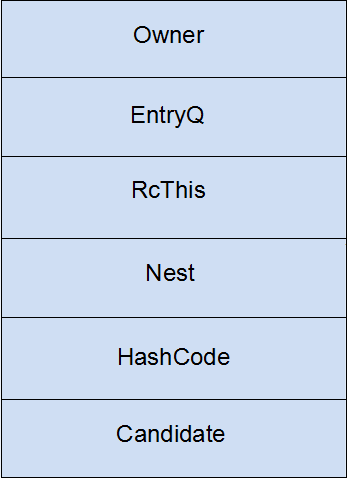 Owner
EntryQ
RcThis
Nest
HashCode
Candidate